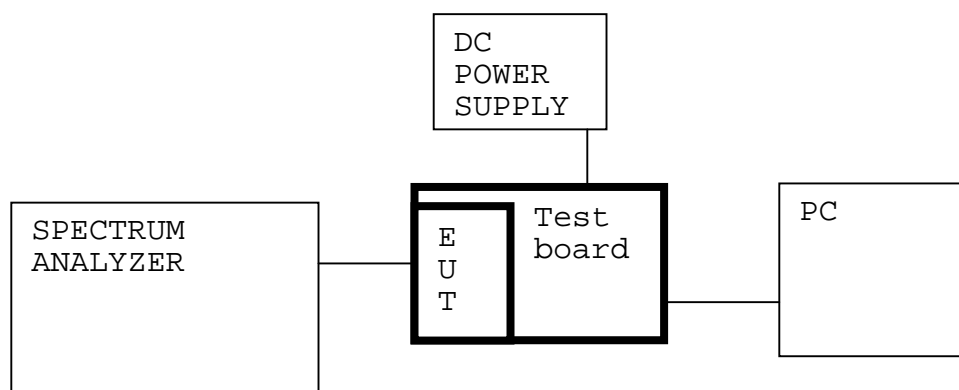 DC
POWER
SUPPLY
SPECTRUM
ANALYZER
E
U
T
Test
board
PC